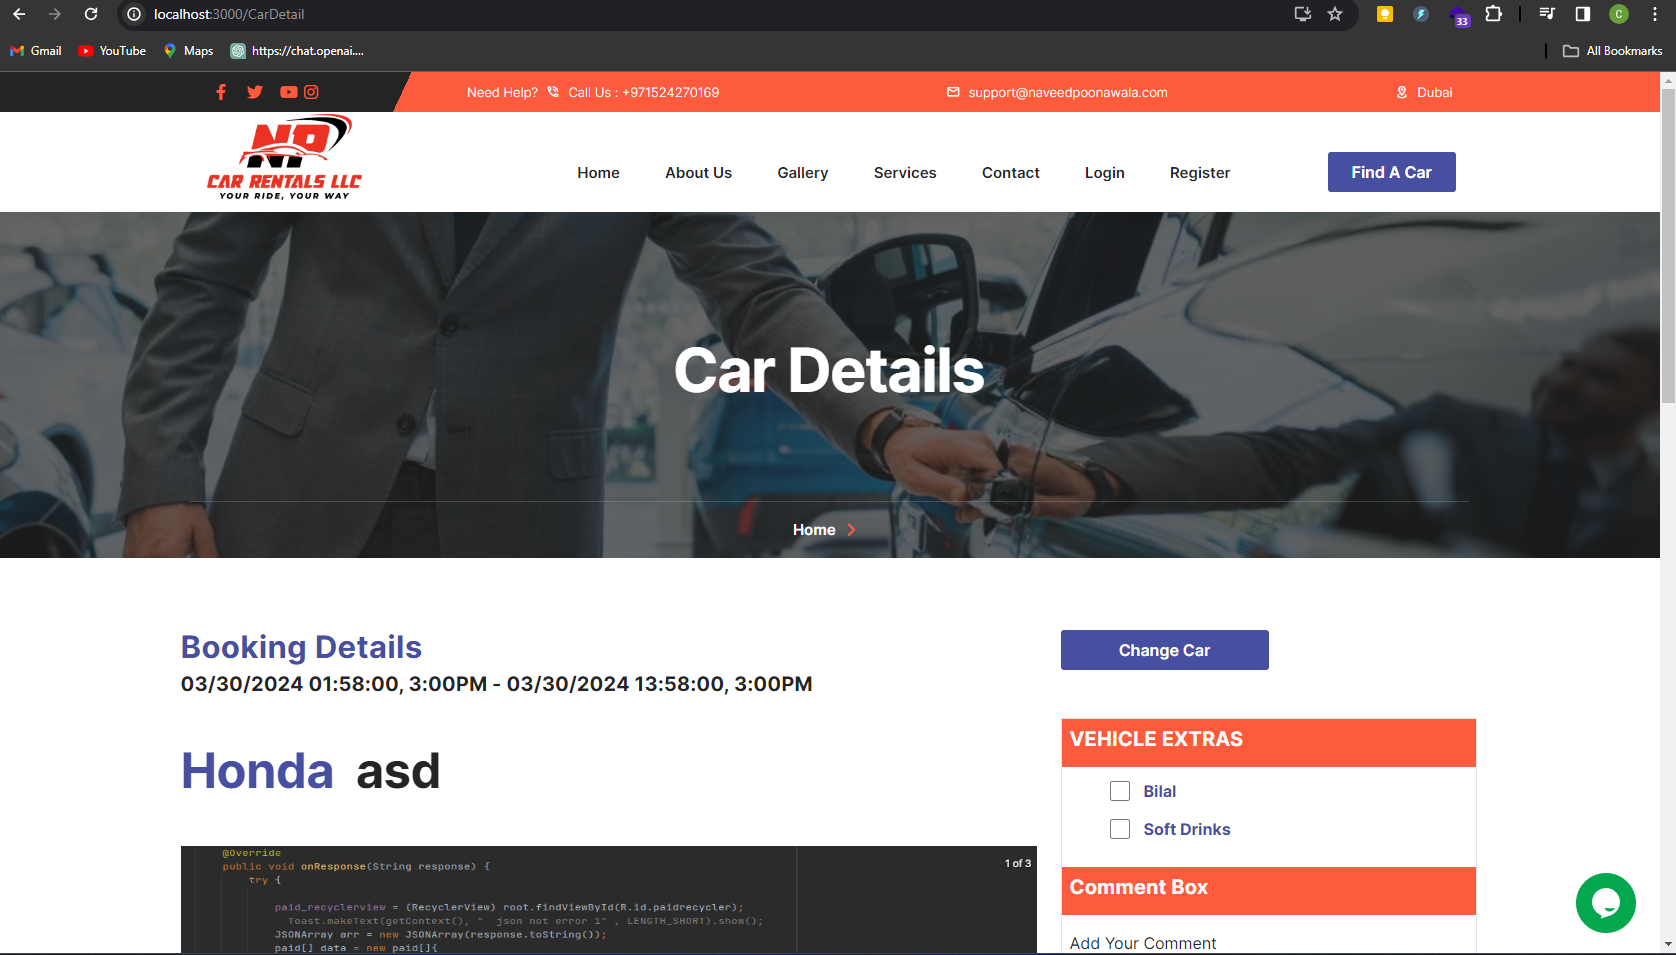 localhost:3000/CarDetail
33
C
Gmail
YouTube
Maps
https://chat.openai....
All Bookmarks
Need Help? Call Us : +971524270169
support@naveedpoonawala.com
Dubai
NP
CAR RENTALS LLC
YOUR RIDE, YOUR WAY
Home
About Us
Gallery
Services
Contact
Login
Register
Find A Car
Car Details
Home
Booking Details
03/30/2024 01:58:00, 3:00PM - 03/30/2024 13:58:00, 3:00PM
Change Car
Honda asd
VEHICLE EXTRAS
Bilal
Soft Drinks
Comment Box
Add Your Comment
1 of 3
@Override
public void onResponse(String response) {
try {
paid_recyclerview = (RecyclerView) root.findViewById(R.id.paidrecycler);
Toast.makeText(getContext(), " json not error 1" , LENGTH_SHORT).show();
JSONArray arr = new JSONArray(response.toString());
paid[] data = new paid[]{